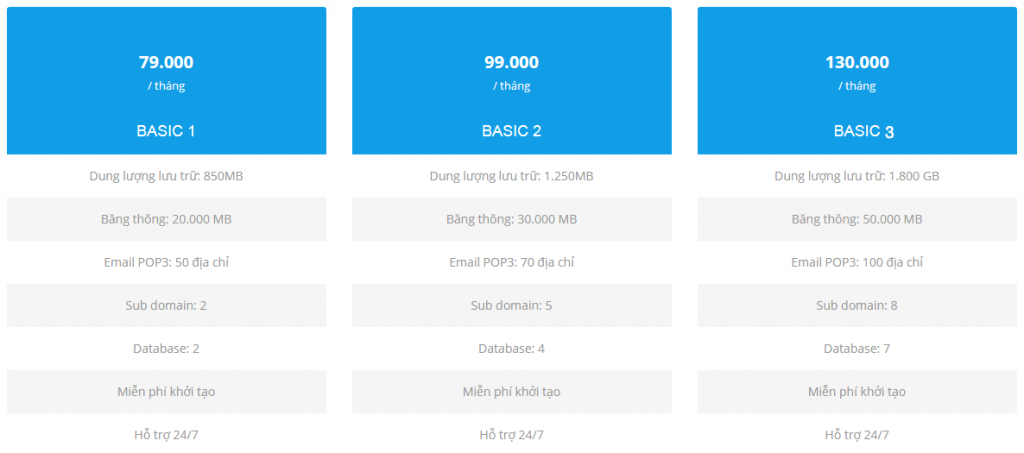 79.000
/ tháng
BASIC 1
Dung lượng lưu trữ: 850MB
Băng thông: 20.000 MB
Email POP3: 50 địa chỉ
Sub domain: 2
Database: 2
Miễn phí khởi tạo
Hỗ trợ 24/7
99.000
/ tháng
BASIC 2
Dung lượng lưu trữ: 1.250MB
Băng thông: 30.000 MB
Email POP3: 70 địa chỉ
Sub domain: 5
Database: 4
Miễn phí khởi tạo
Hỗ trợ 24/7
130.000
/ tháng
BASIC 3
Dung lượng lưu trữ: 1.800 GB
Băng thông: 50.000 MB
Email POP3: 100 địa chỉ
Sub domain: 8
Database: 7
Miễn phí khởi tạo
Hỗ trợ 24/7